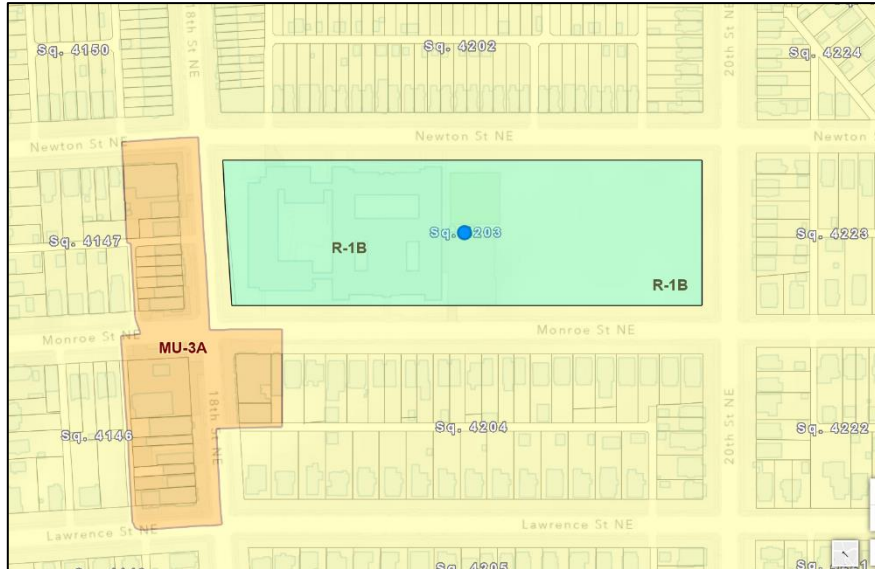 Sq. 4150
18th St NE
Sq. 4202
20th St NE
Sq. 4224
Newton St NE
Newton St NE
Newton S
Sq. 4147
R-1B
Sq. 4203
Sq. 4223
R-1B
Monroe St NE
Monroe St NE
MU-3A
18th St NE
20th St NE
Sq. 4146
Sq. 4204
Sq. 4222
Lawrence St NE
Lawrence St NE
Sq. 4205